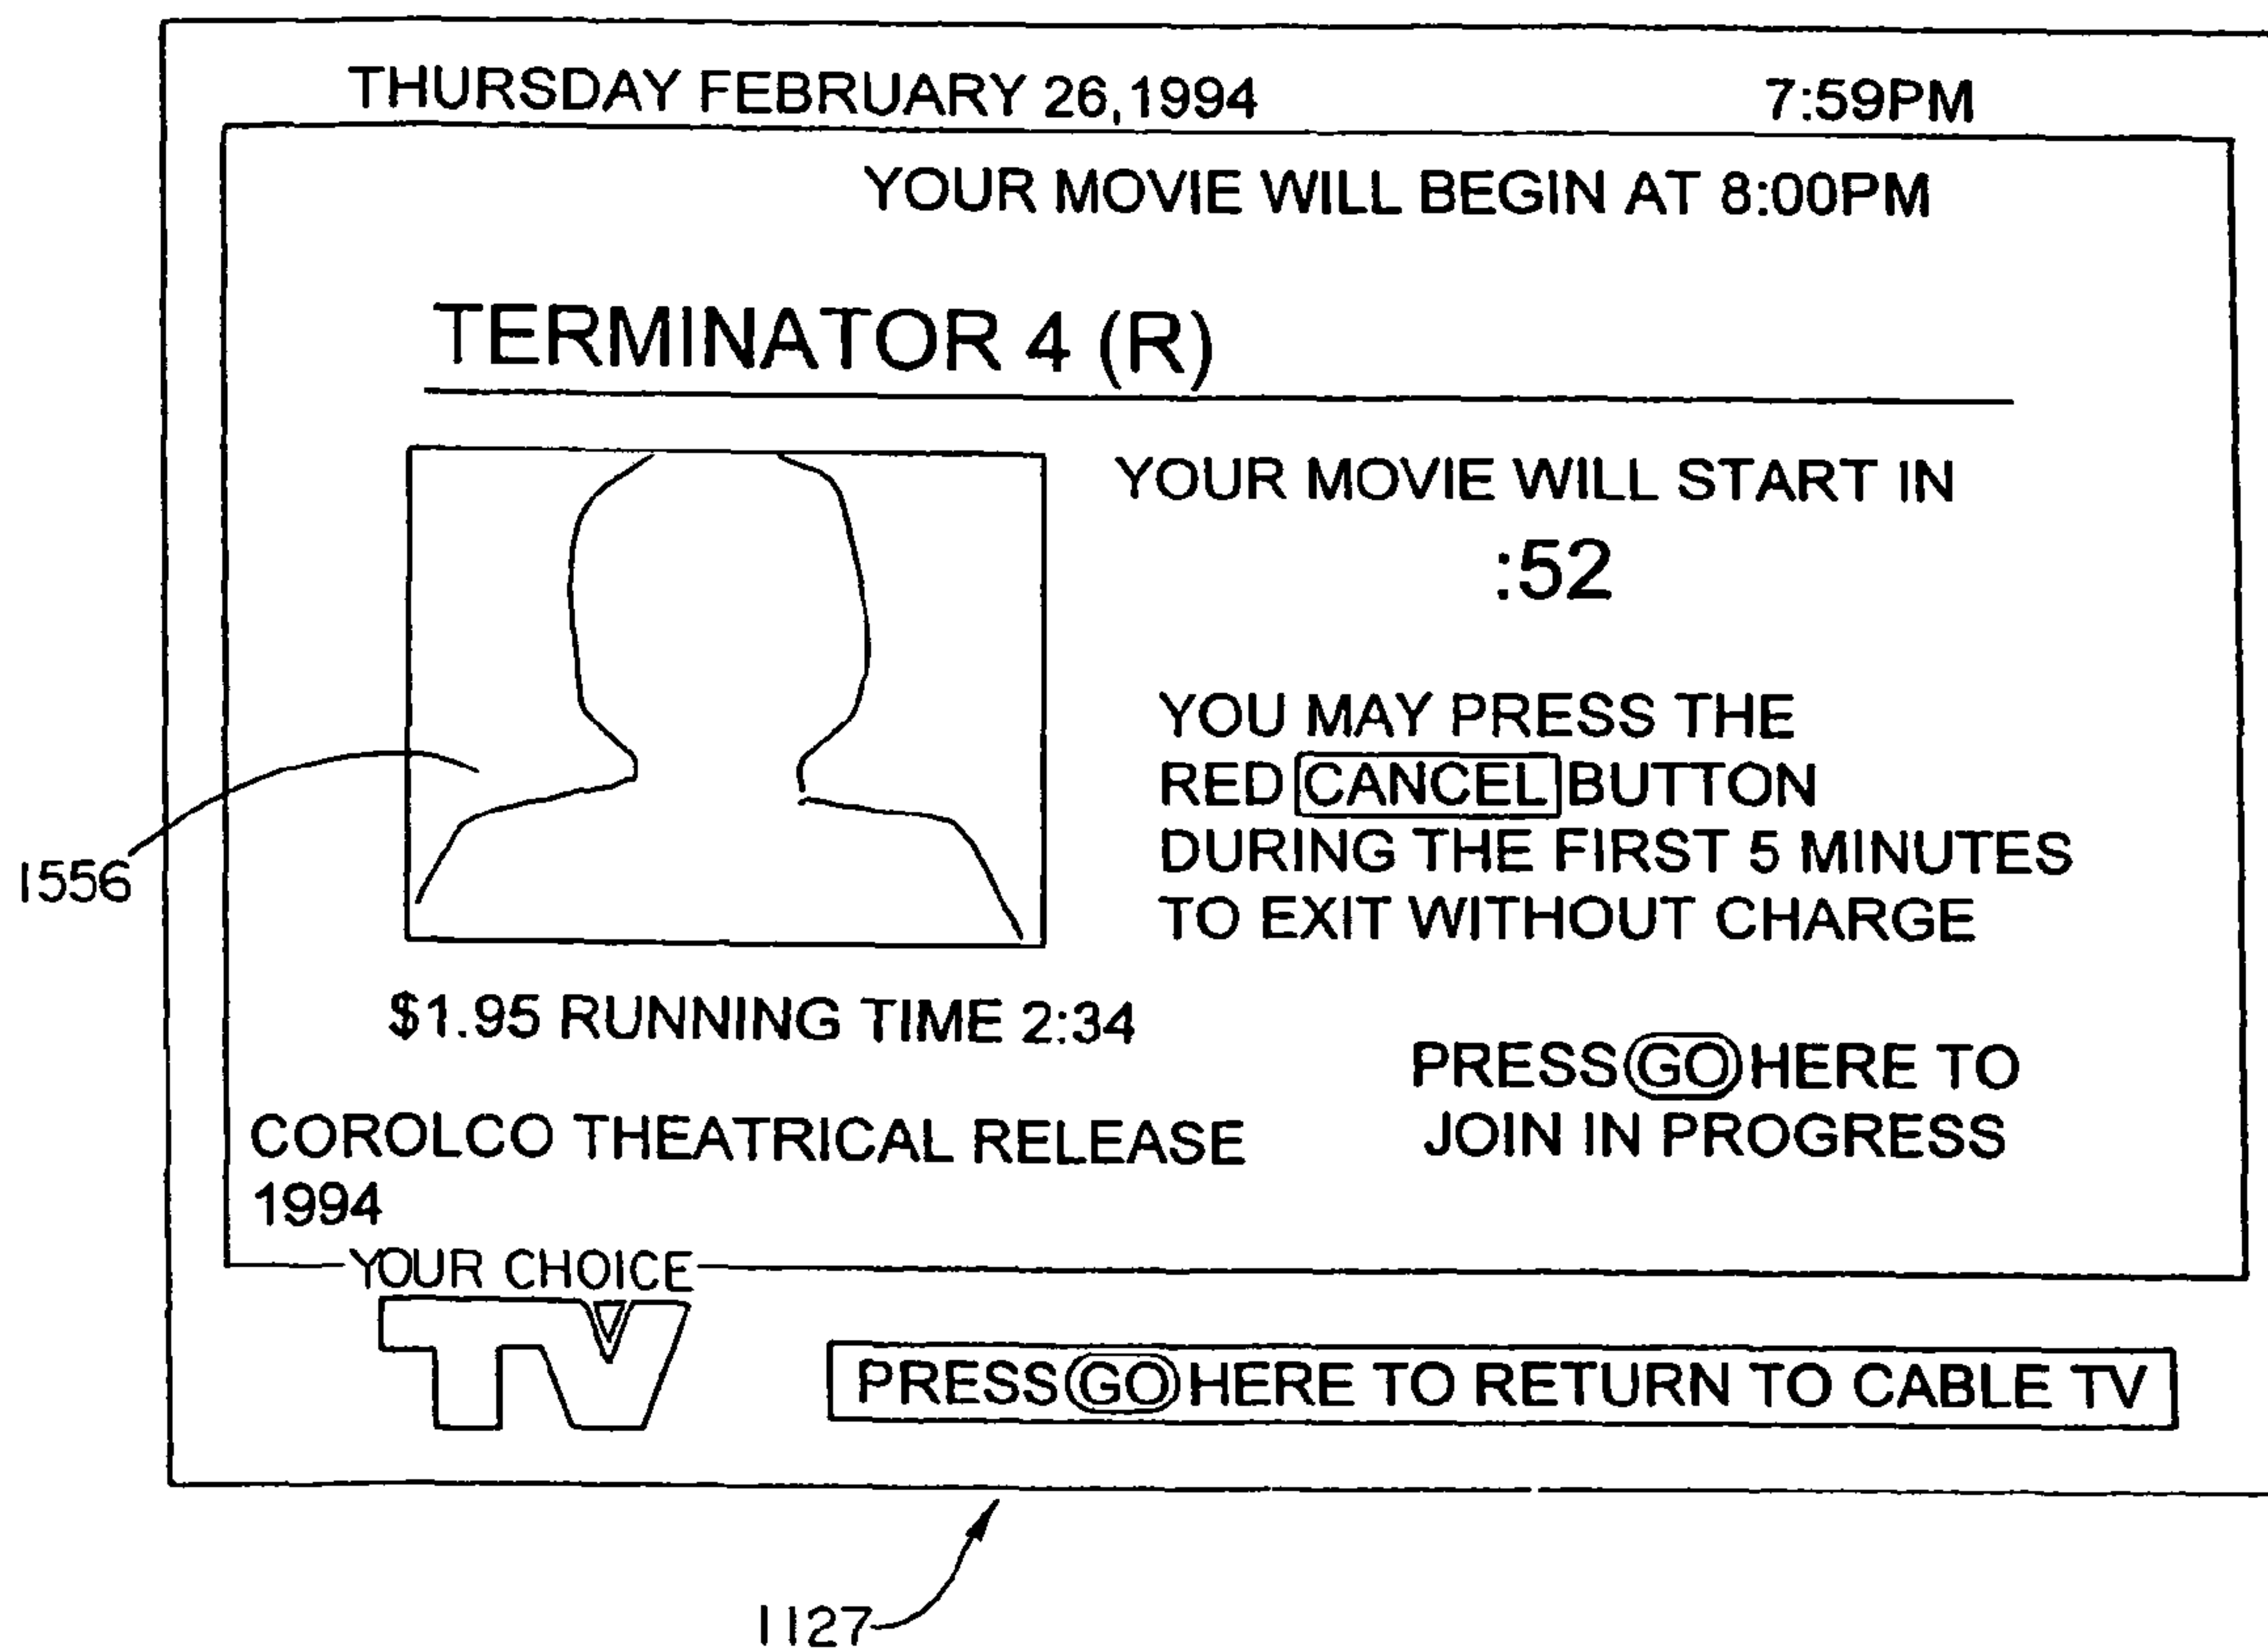 THURSDAY FEBRUARY 26,1994 7:59PM
YOUR MOVIE WILL BEGIN AT 8:00PM
TERMINATOR 4 (R)
YOUR MOVIE WILL START IN
:52
YOU MAY PRESS THE
RED CANCEL BUTTON
DURING THE FIRST 5 MINUTES
TO EXIT WITHOUT CHARGE
1556
$1.95 RUNNING TIME 2:34
PRESS GO HERE TO
JOIN IN PROGRESS
COROLCO THEATRICAL RELEASE
1994
YOUR CHOICE
TV
PRESS GO HERE TO RETURN TO CABLE TV
1127